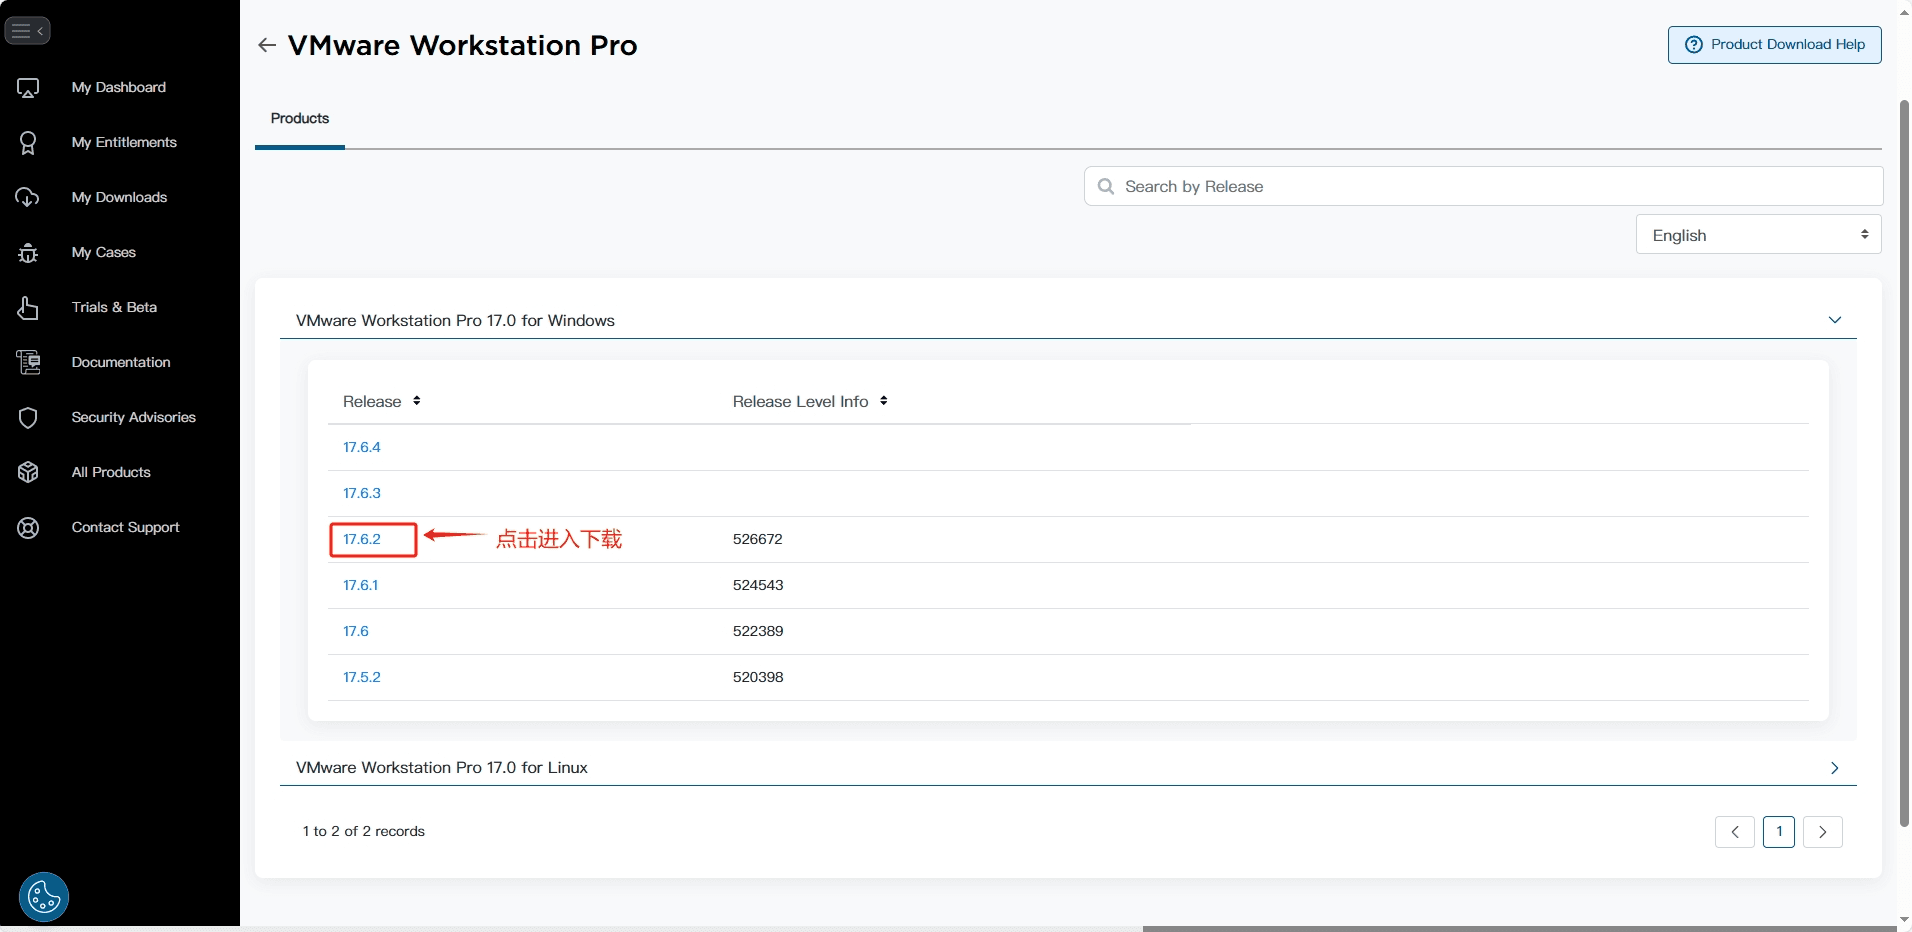 VMware Workstation Pro
Product Download Help
My Dashboard
My Entitlements
My Downloads
My Cases
Trials & Beta
Documentation
Security Advisories
All Products
Contact Support
Products
Search by Release
English
VMware Workstation Pro 17.0 for Windows
Release
Release Level Info
17.6.4
17.6.3
17.6.2
点击进入下载
526672
17.6.1
524543
17.6
522389
17.5.2
520398
VMware Workstation Pro 17.0 for Linux
1 to 2 of 2 records
1